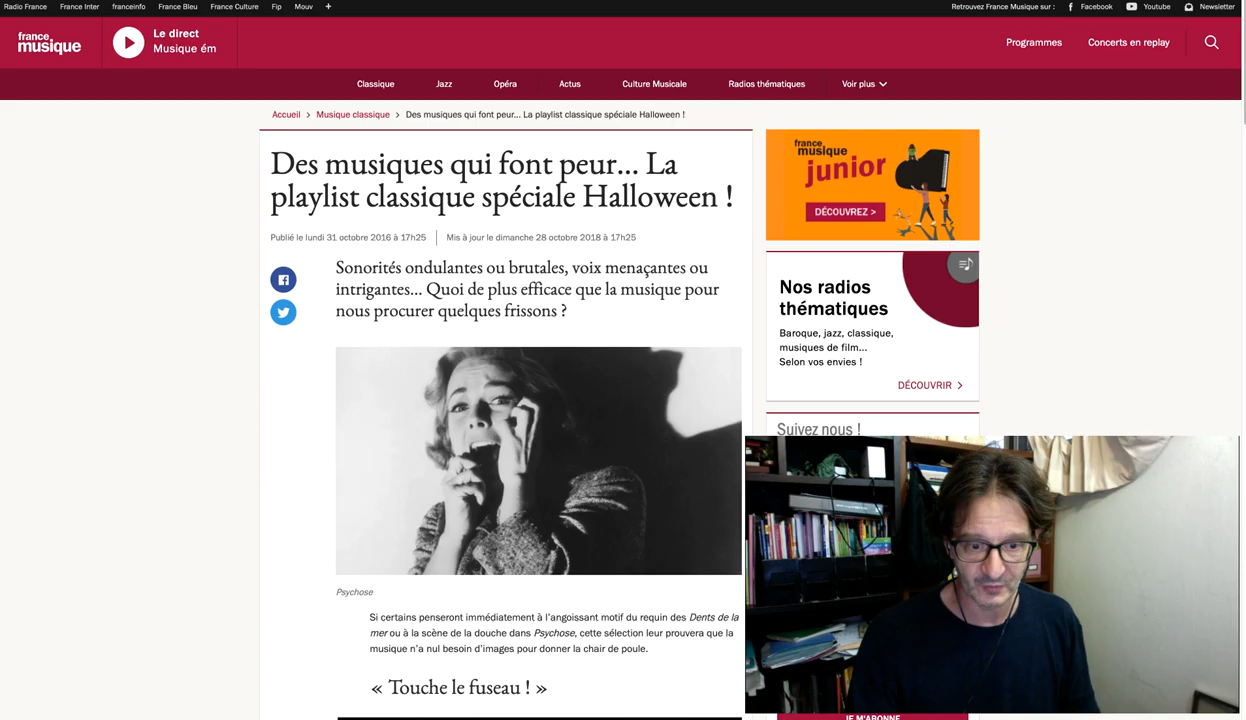 Radio France France Inter franceinfo France Bleu France Culture Fip Mouv +
Retrouvez France Musique sur : Facebook Youtube Newsletter
france
musique
Le direct
Musique ém
Programmes Concerts en replay
Classique Jazz Opéra Actus Culture Musicale Radios thématiques Voir plus
Accueil > Musique classique > Des musiques qui font peur... La playlist classique spéciale Halloween !
Des musiques qui font peur... La
playlist classique spéciale Halloween !
Publié le lundi 31 octobre 2016 à 17h25 | Mis à jour le dimanche 28 octobre 2018 à 17h25
Sonorités ondulantes ou brutales, voix menaçantes ou
intrigantes... Quoi de plus efficace que la musique pour
nous procurer quelques frissons ?
Psychose
Si certains penseront immédiatement à l'angoissant motif du requin des Dents de la
mer ou à la scène de la douche dans Psychose, cette sélection leur prouvera que la
musique n'a nul besoin d'images pour donner la chair de poule.
« Touche le fuseau ! »
france
musique
junior
DÉCOUVREZ >
Nos radios
thématiques
Baroque, jazz, classique,
musiques de film...
Selon vos envies !
DÉCOUVRIR >
Suivez nous !
JE M'ABONNE